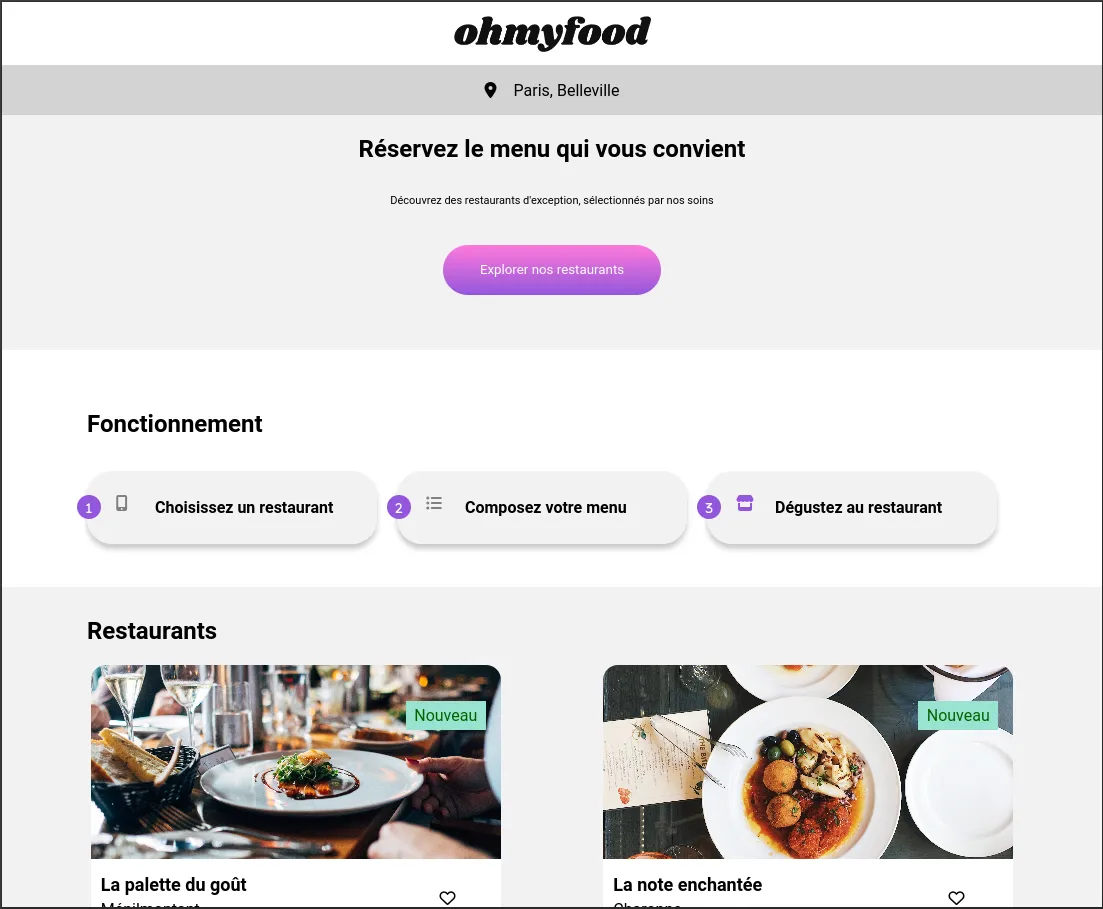 ohmyfood
Paris, Belleville
Réservez le menu qui vous convient
Découvrez des restaurants d'exception, sélectionnés par nos soins
Explorer nos restaurants
Fonctionnement
1 Choisissez un restaurant
2 Composez votre menu
3 Dégustez au restaurant
Restaurants
Nouveau
Nouveau
La palette du goût
Ménilmontant
La note enchantée
Charonne